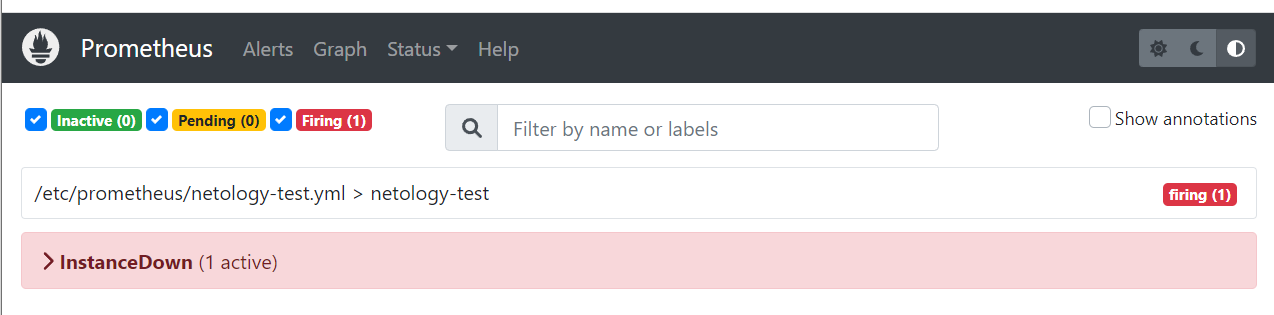 Prometheus Alerts Graph Status Help
Inactive (0) Pending (0) Firing (1) Filter by name or labels Show annotations
/etc/prometheus/netology-test.yml > netology-test firing (1)
InstanceDown (1 active)